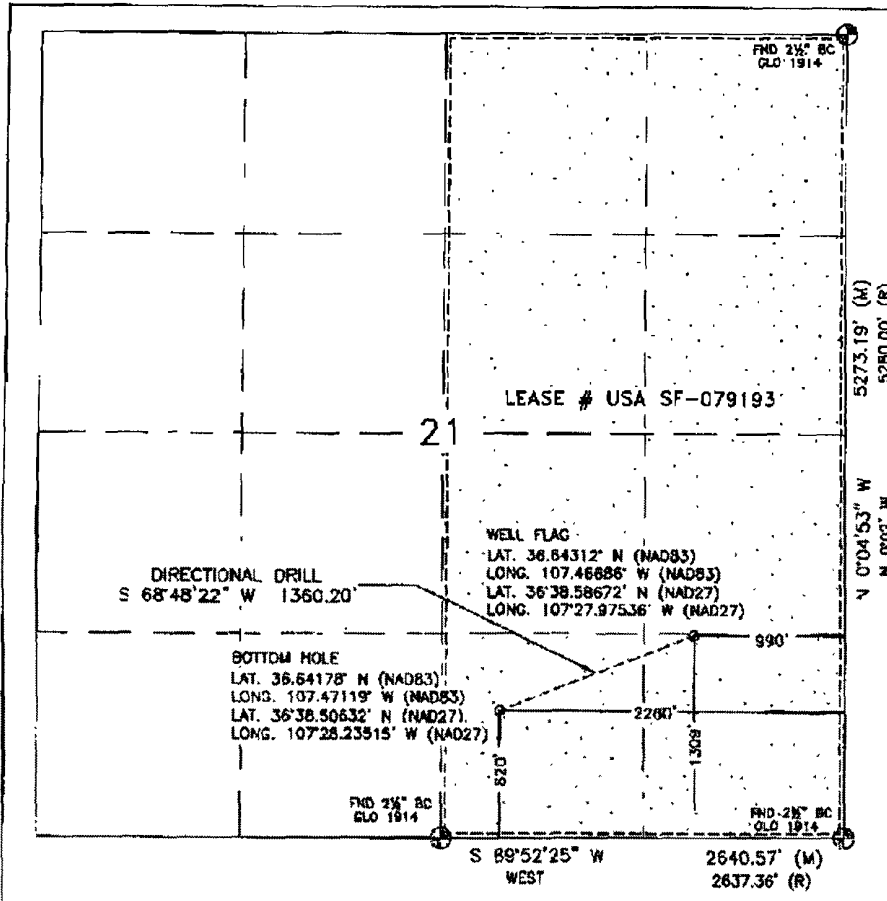 FND 2½" BC
GLO 1914
5273.19' (M)
5280.00' (R)
LEASE # USA SF-079193
21
N 0°04'53" W
N 0°02' W
WELL FLAG
LAT. 36.64312° N (NAD83)
LONG. 107.46686° W (NAD83)
LAT. 36°38.58672' N (NAD27)
LONG. 107°27.97536' W (NAD27)
DIRECTIONAL DRILL
S 68°48'22" W 1360.20'
990'
BOTTOM HOLE
LAT. 36.64178° N (NAD83)
LONG. 107.47119° W (NAD83)
LAT. 36°38.50632' N (NAD27)
LONG. 107°28.23515' W (NAD27)
2260'
1309'
820'
FND 2½" BC
GLO 1914
FND 2½" BC
GLO 1914
S 89°52'25" W 2640.57' (M)
WEST 2637.36' (R)